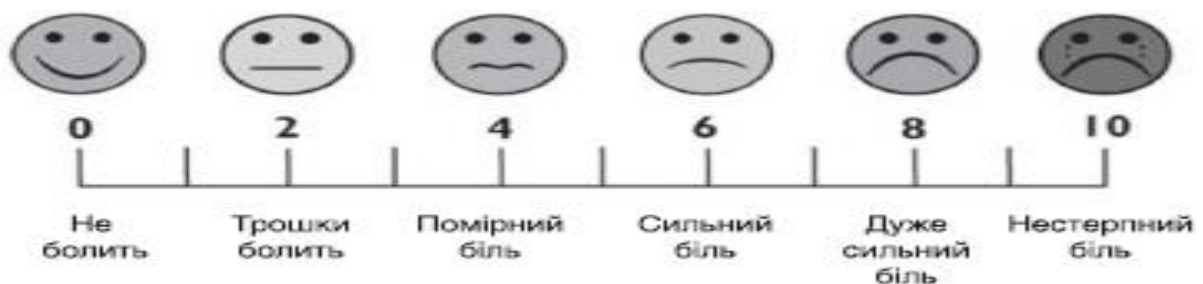 0 2 4 6 8 10
Не Трошки Помірний Сильний Дуже Нестерпний
болить болить біль біль сильний біль
біль